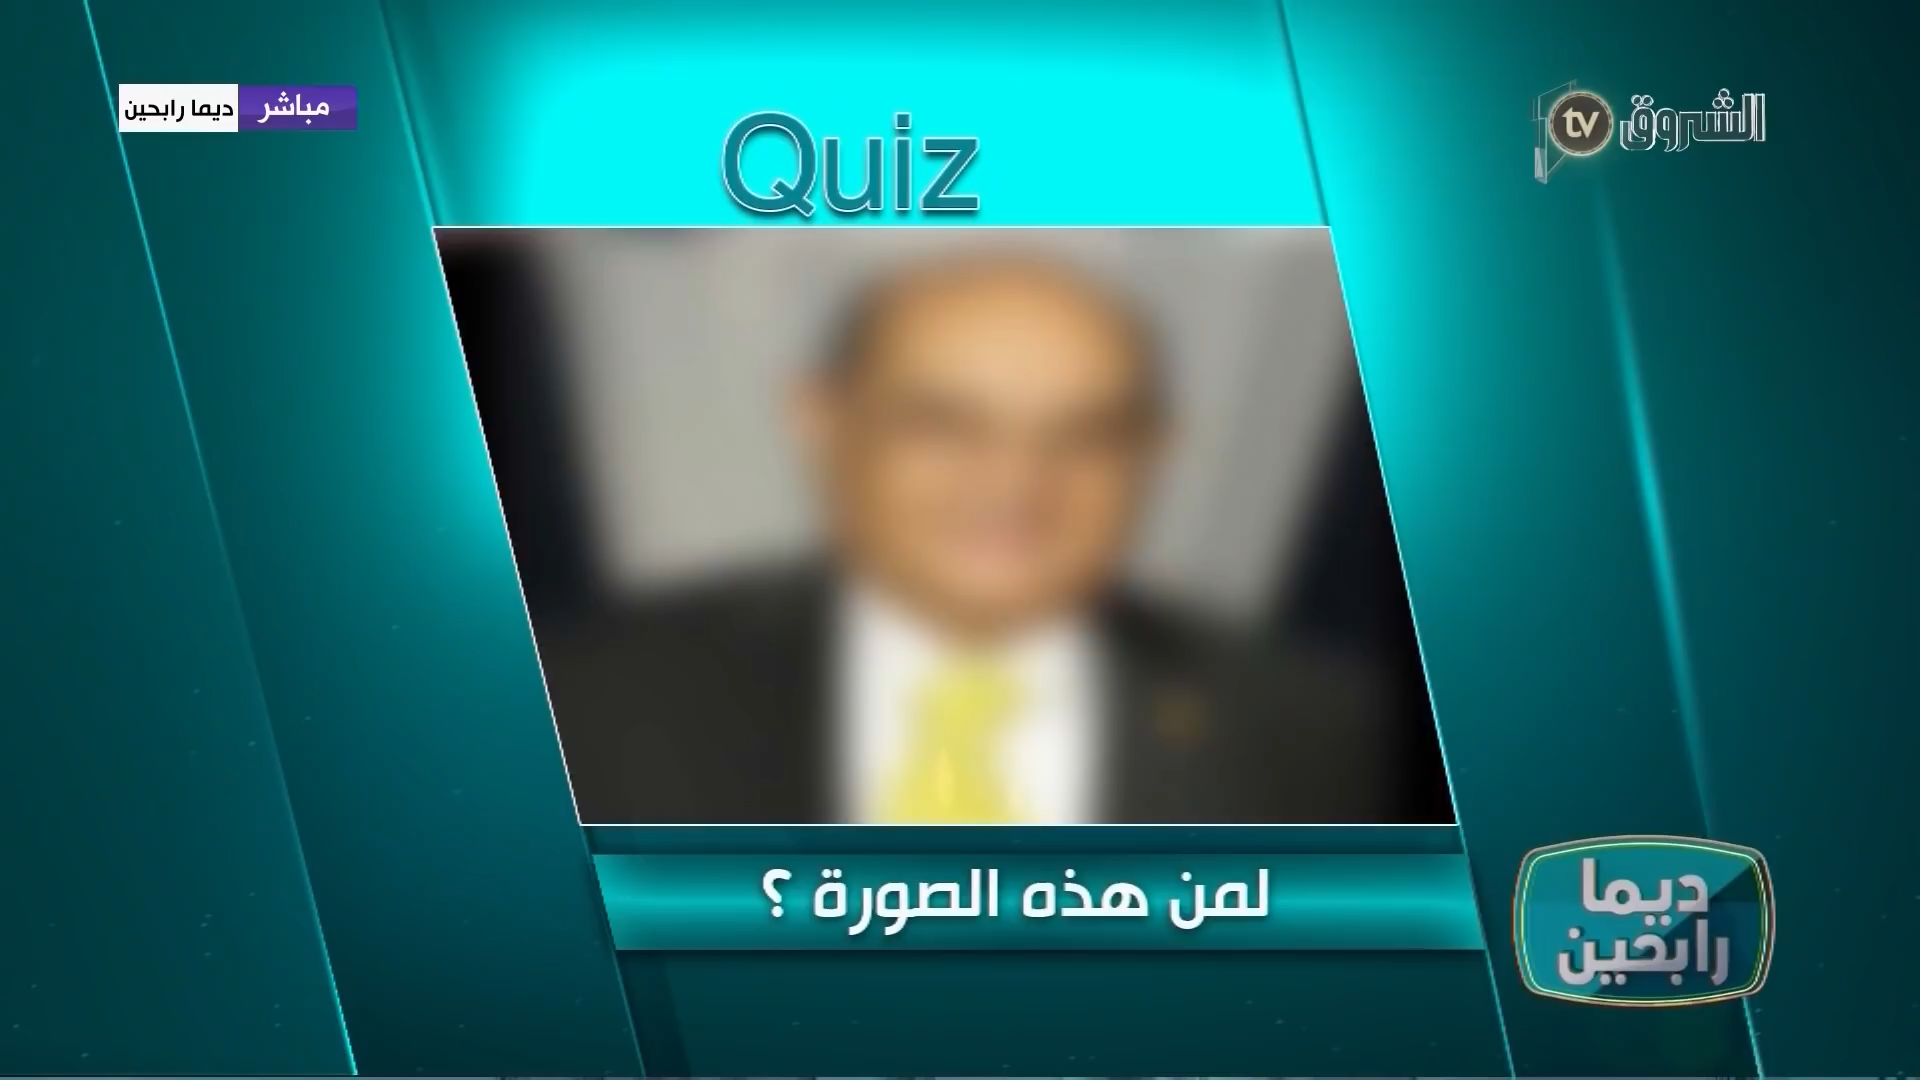 ديما رابحين مباشر
الشروق tv
Quiz
لمن هذه الصورة ؟
ديما
رابحين